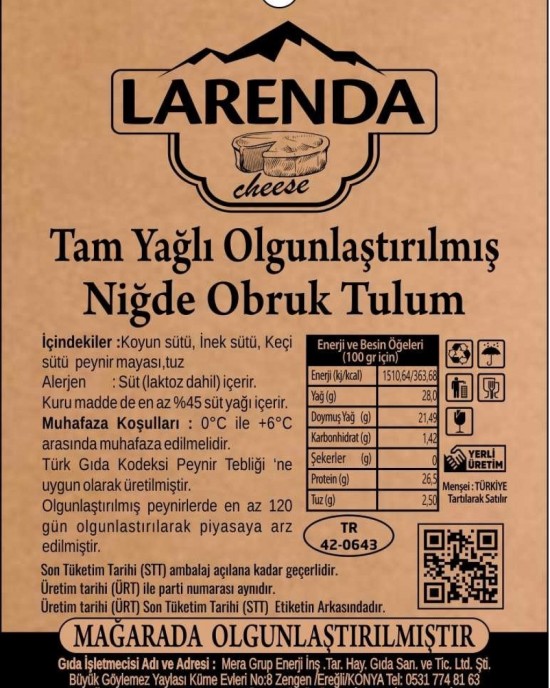 LARENDA
cheese
Tam Yağlı Olgunlaştırılmış
Niğde Obruk Tulum
İçindekiler :Koyun sütü, İnek sütü, Keçi
sütü peynir mayası,tuz
Alerjen : Süt (laktoz dahil) içerir.
Kuru madde de en az %45 süt yağı içerir.
Muhafaza Koşulları : 0°C ile +6°C
arasında muhafaza edilmelidir.
Türk Gıda Kodeksi Peynir Tebliği 'ne
uygun olarak üretilmiştir.
Olgunlaştırılmış peynirlerde en az 120
gün olgunlastırılarak piyasaya arz
edilmiştir.
Enerji ve Besin Öğeleri
(100 gr için)
Enerji (kj/kcal) 1510,64/363,68
Yağ (g) 28,0
Doymuş Yağ (g) 21,49
Karbonhidrat (g) 1,42
Şekerler (g) 0
Protein (g) 26,5
Tuz (g) 2,50
YERLİ
ÜRETİM
Menşei : TÜRKİYE
Tartılarak Satılır
TR
42-0643
Son Tüketim Tarihi (STT) ambalaj açılana kadar geçerlidir.
Üretim tarihi (ÜRT) ile parti numarası aynıdır.
Üretim tarihi (ÜRT) Son Tüketim Tarihi (STT) Etiketin Arkasındadır.
MAĞARADA OLGUNLAŞTIRILMIŞTIR
Gıda İşletmecisi Adı ve Adresi : Mera Grup Enerji İnş .Tar. Hay. Gıda San. ve Tic. Ltd. Şti.
Büyük Göylemez Yaylası Küme Evleri No:8 Zengen /Ereğli/KONYA Tel: 0531 774 81 63